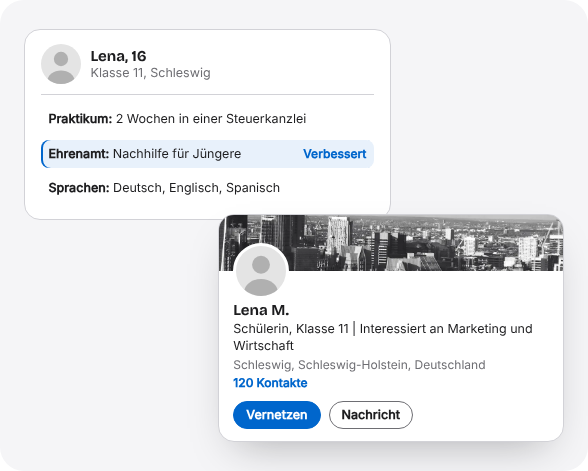 Lena, 16
Klasse 11, Schleswig
Praktikum: 2 Wochen in einer Steuerkanzlei
Ehrenamt: Nachhilfe für Jüngere Verbessert
Sprachen: Deutsch, Englisch, Spanisch
Lena M.
Schülerin, Klasse 11 | Interessiert an Marketing und
Wirtschaft
Schleswig, Schleswig-Holstein, Deutschland
120 Kontakte
Vernetzen Nachricht